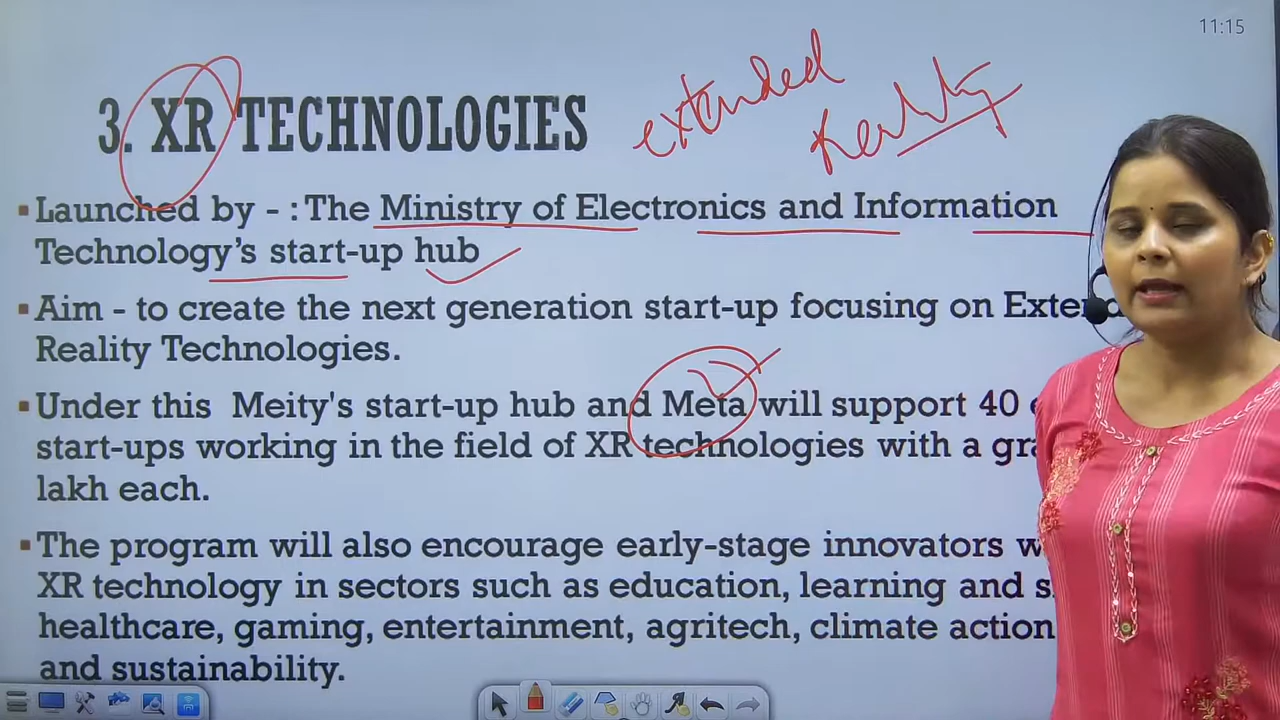 11:15
extended
Reality
3. XR TECHNOLOGIES
▪ Launched by - : The Ministry of Electronics and Information
Technology's start-up hub
▪ Aim - to create the next generation start-up focusing on
Reality Technologies.
▪ Under this Meity's start-up hub and Meta will support 40
start-ups working in the field of XR technologies with a
lakh each.
▪ The program will also encourage early-stage innovators
XR technology in sectors such as education, learning and
healthcare, gaming, entertainment, agritech, climate action
and sustainability.